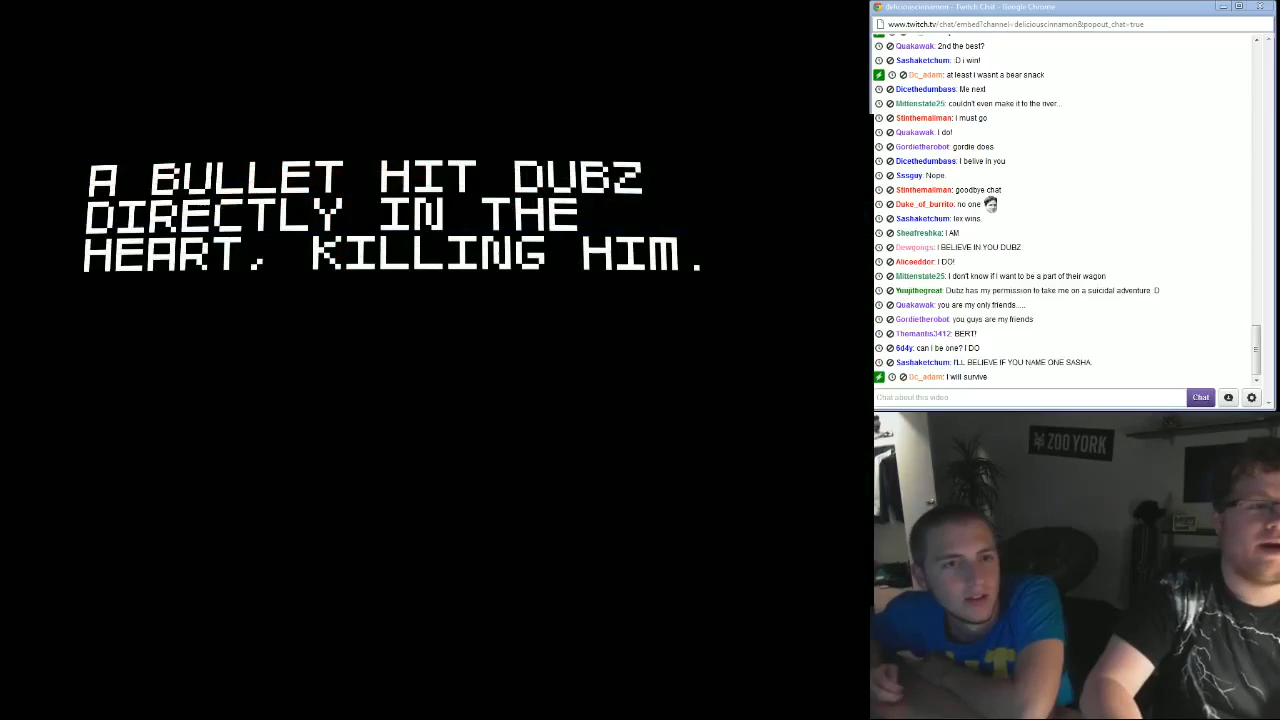 A BULLET HIT DUBZ
DIRECTLY IN THE
HEART, KILLING HIM.
deliciouscinnamon - Twitch Chat - Google Chrome
www.twitch.tv/chat/embed?channel=deliciouscinnamon&popout_chat=true
Quakawak: 2nd the best?
Sashaketchum: :D i win!
Dc_adam: at least i wasnt a bear snack
Dicethedumbass: Me next
Mittenstate25: couldn't even make it to the river...
Stinthemailman: i must go
Quakawak: I do!
Gordietherobot: gordie does
Dicethedumbass: I belive in you
Sssguy: Nope.
Stinthemailman: goodbye chat
Duke_of_burrito: no one
Sashaketchum: lex wins.
Sheafreshka: I AM
Dewgongs: I BELIEVE IN YOU DUBZ
Aliceeddor: I DO!
Mittenstate25: I don't know if I want to be a part of their wagon
Yuujithegreat: Dubz has my permission to take me on a suicidal adventure :D
Quakawak: you are my only friends.....
Gordietherobot: you guys are my friends
Themantis3412: BERT!
6d4y: can I be one? I DO
Sashaketchum: I'LL BELIEVE IF YOU NAME ONE SASHA.
Dc_adam: I will survive
Chat about this video
Chat
ZOO YORK